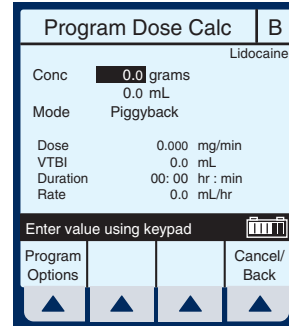 Program Dose Calc B
Lidocaine
Conc 0.0 grams
0.0 mL
Mode Piggyback
Dose 0.000 mg/min
VTBI 0.0 mL
Duration 00: 00 hr : min
Rate 0.0 mL/hr
Enter value using keypad
Program Options
Cancel/ Back